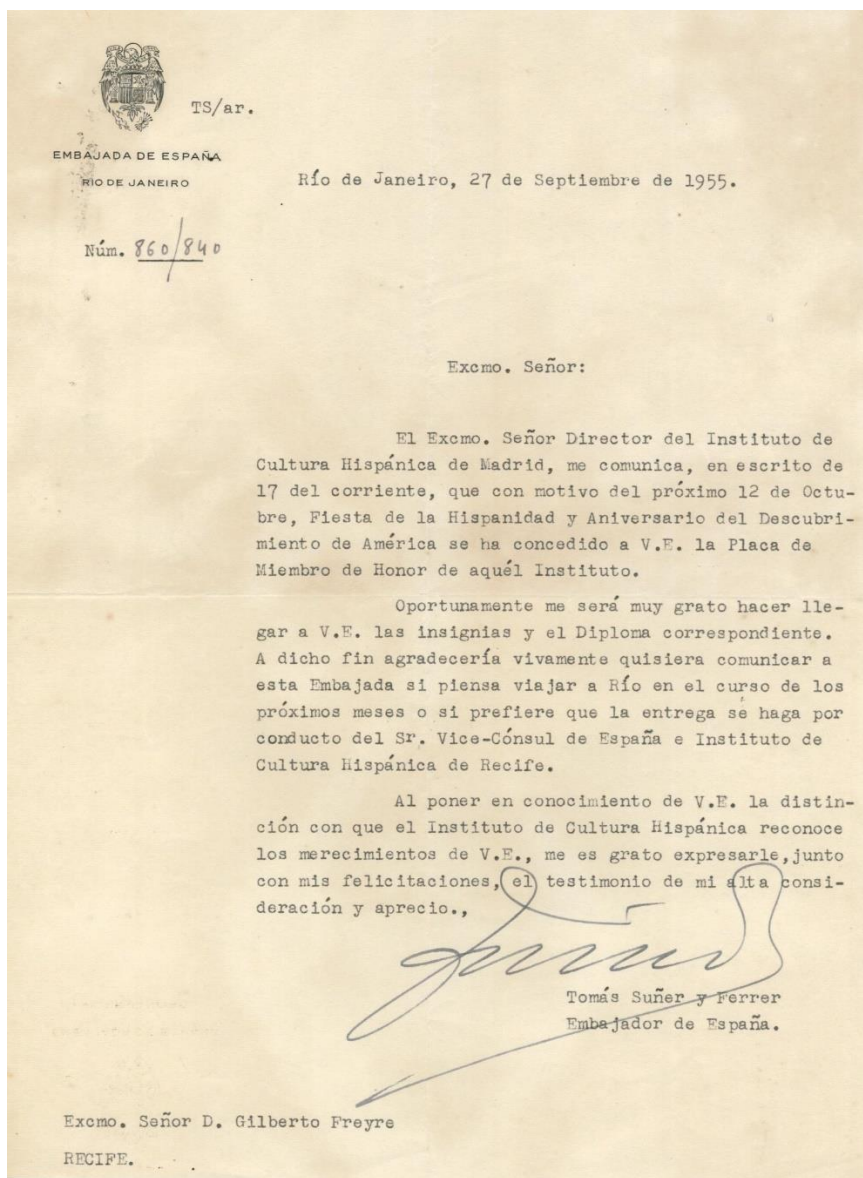 TS/ar.
EMBAJADA DE ESPAÑA
RIO DE JANEIRO
Río de Janeiro, 27 de Septiembre de 1955.
Núm. 860/840
Excmo. Señor:
El Excmo. Señor Director del Instituto de
Cultura Hispánica de Madrid, me comunica, en escrito de
17 del corriente, que con motivo del próximo 12 de Octu-
bre, Fiesta de la Hispanidad y Aniversario del Descubri-
miento de América se ha concedido a V.E. la Placa de
Miembro de Honor de aquél Instituto.
Oportunamente me será muy grato hacer lle-
gar a V.E. las insignias y el Diploma correspondiente.
A dicho fin agradecería vivamente quisiera comunicar a
esta Embajada si piensa viajar a Río en el curso de los
próximos meses o si prefiere que la entrega se haga por
conducto del Sr. Vice-Cónsul de España e Instituto de
Cultura Hispánica de Recife.
Al poner en conocimiento de V.E. la distin-
ción con que el Instituto de Cultura Hispánica reconoce
los merecimientos de V.E., me es grato expresarle, junto
con mis felicitaciones, el testimonio de mi alta consi-
deración y aprecio.,
Tomás Suñer y Ferrer
Embajador de España.
Excmo. Señor D. Gilberto Freyre
RECIFE.